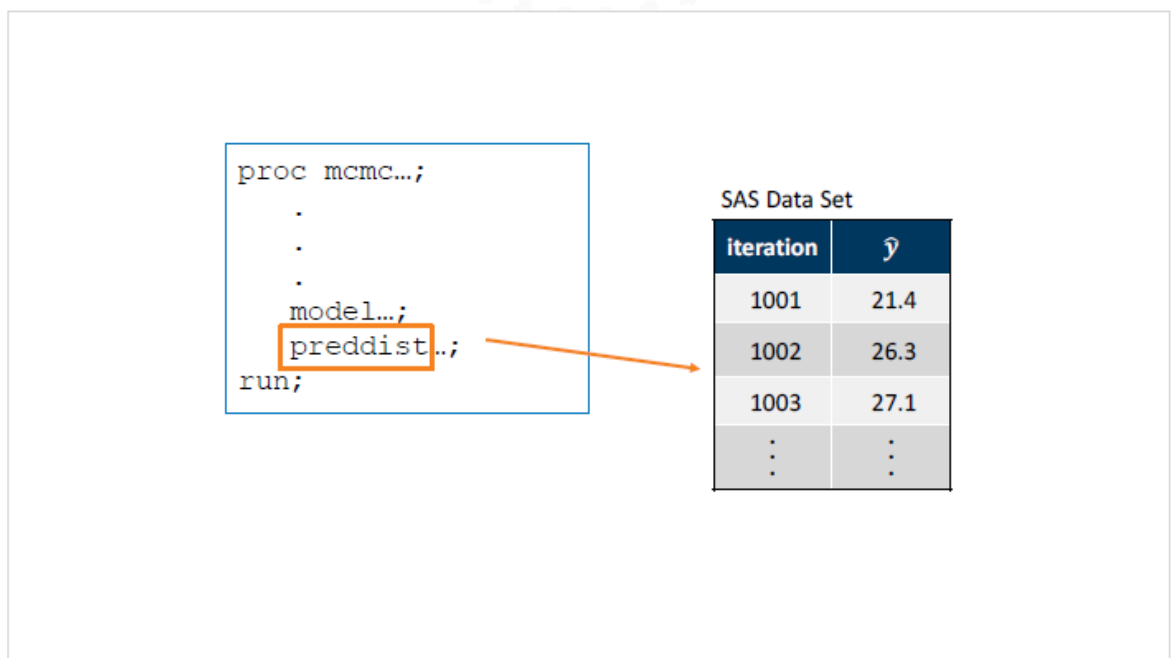 proc mcmc…;
.
.
.
model…;
preddist…;
run;
SAS Data Set
iteration ŷ
1001 21.4
1002 26.3
1003 27.1
⋮ ⋮